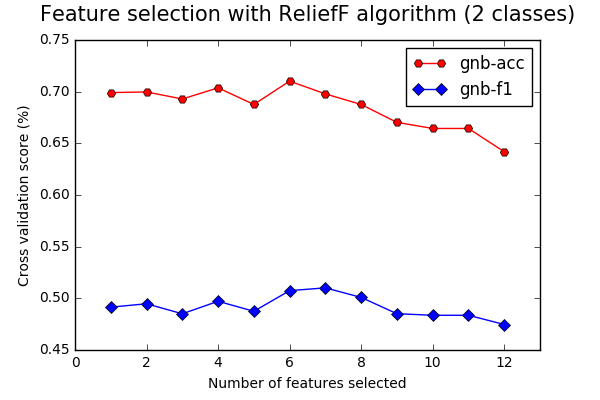 Feature selection with ReliefF algorithm (2 classes)
gnb-acc
gnb-f1
Cross validation score (%)
0.75
0.70
0.65
0.60
0.55
0.50
0.45
0 2 4 6 8 10 12
Number of features selected